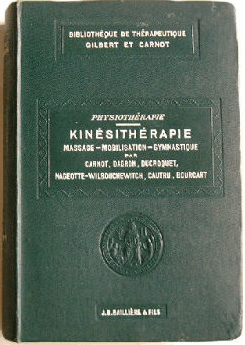 BIBLIOTHÈQUE DE THÉRAPEUTIQUE
GILBERT ET CARNOT
PHYSIOTHÉRAPIE
KINÉSITHÉRAPIE
MASSAGE – MOBILISATION – GYMNASTIQUE
PAR
CARNOT, DAGRON, DUCROQUET,
NAGEOTTE-WILBOUCHEWITCH, CAUTRU, BOURCART
J.B. BAILLIÈRE & FILS